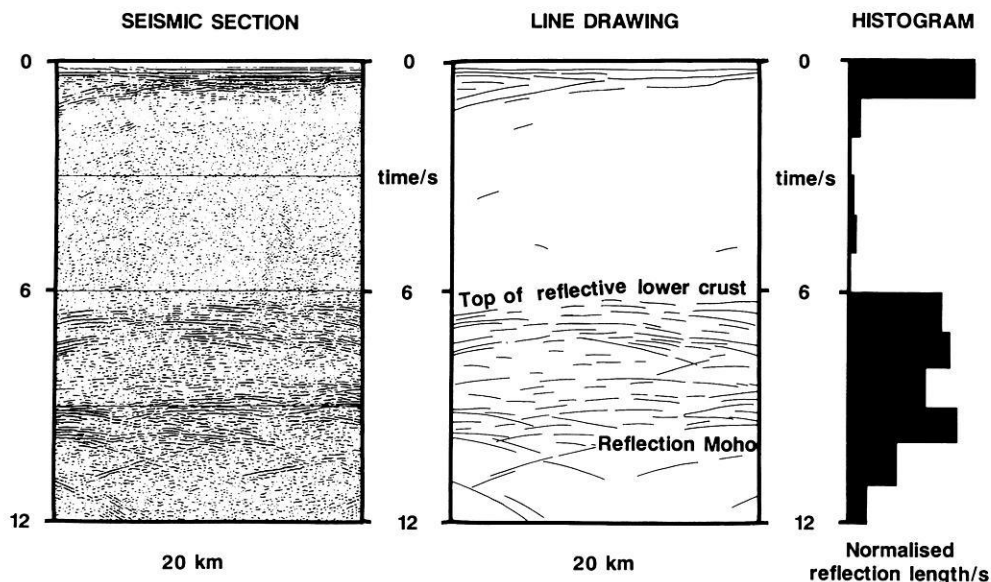 SEISMIC SECTION
LINE DRAWING
HISTOGRAM
0
0
0
time/s
time/s
6
Top of reflective lower crust
6
6
Reflection Moho
12
12
12
20 km
20 km
Normalised
reflection length/s